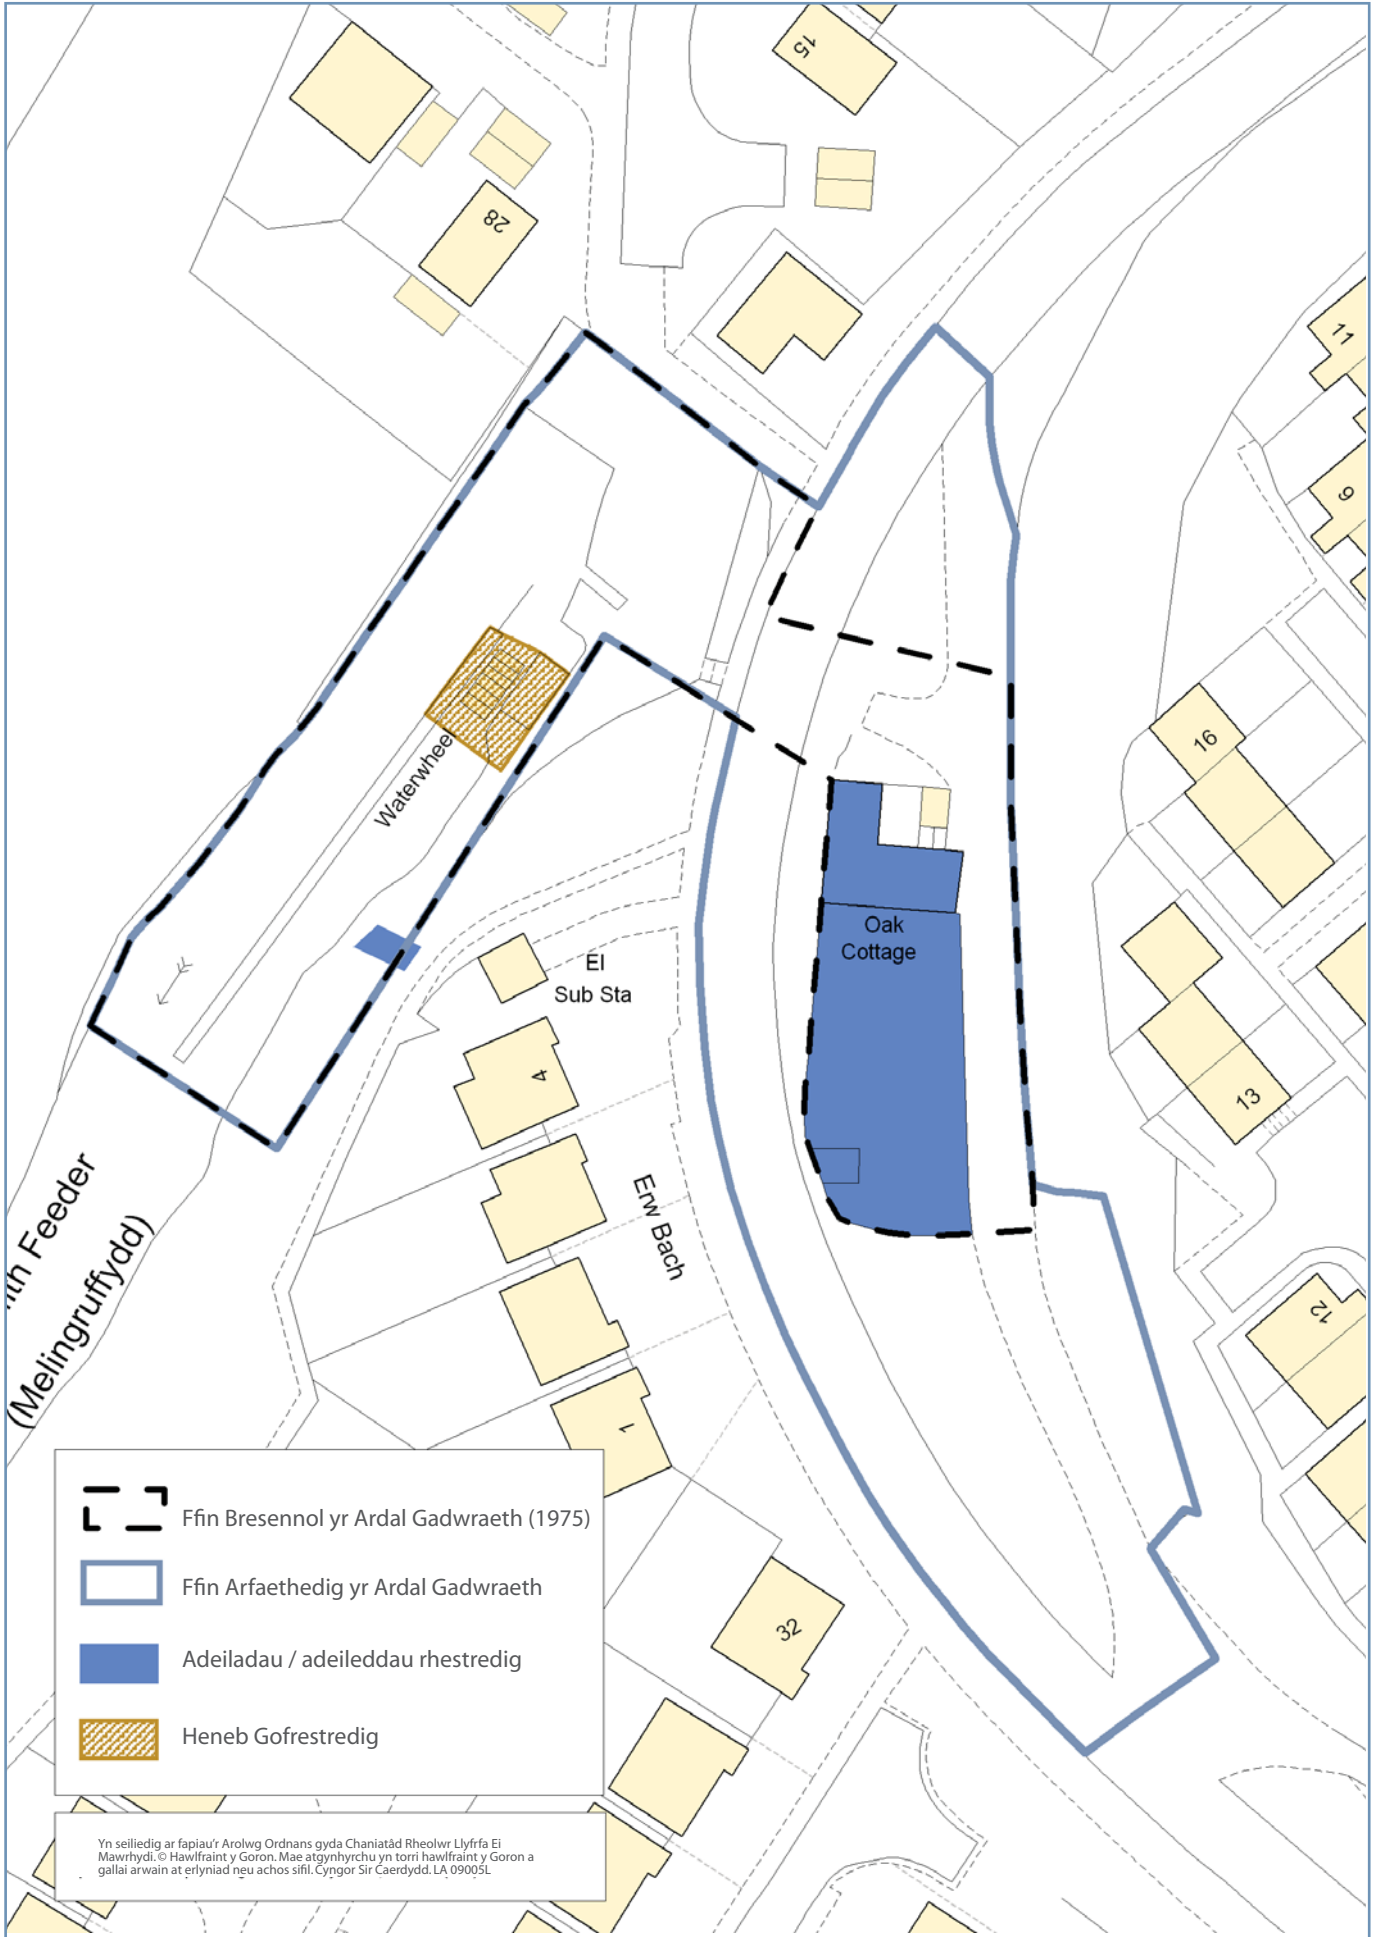 15
28
11
9
16
Waterwheel
Oak
Cottage
El
Sub Sta
4
13
Erw Bach
Feeder
(Melingruffydd)
12
1
32
Ffin Bresennol yr Ardal Gadwraeth (1975)
Ffin Arfaethedig yr Ardal Gadwraeth
Adeiladau / adeileddau rhestredig
Heneb Gofrestredig
Yn seiliedig ar fapiau'r Arolwg Ordnans gyda Chaniatâd Rheolwr Llyfrfa Ei
Mawrhydi. © Hawlfraint y Goron. Mae atgynhyrchu yn torri hawlfraint y Goron a
gallai arwain at erlyniad neu achos sifil. Cyngor Sir Caerdydd. LA 09005L